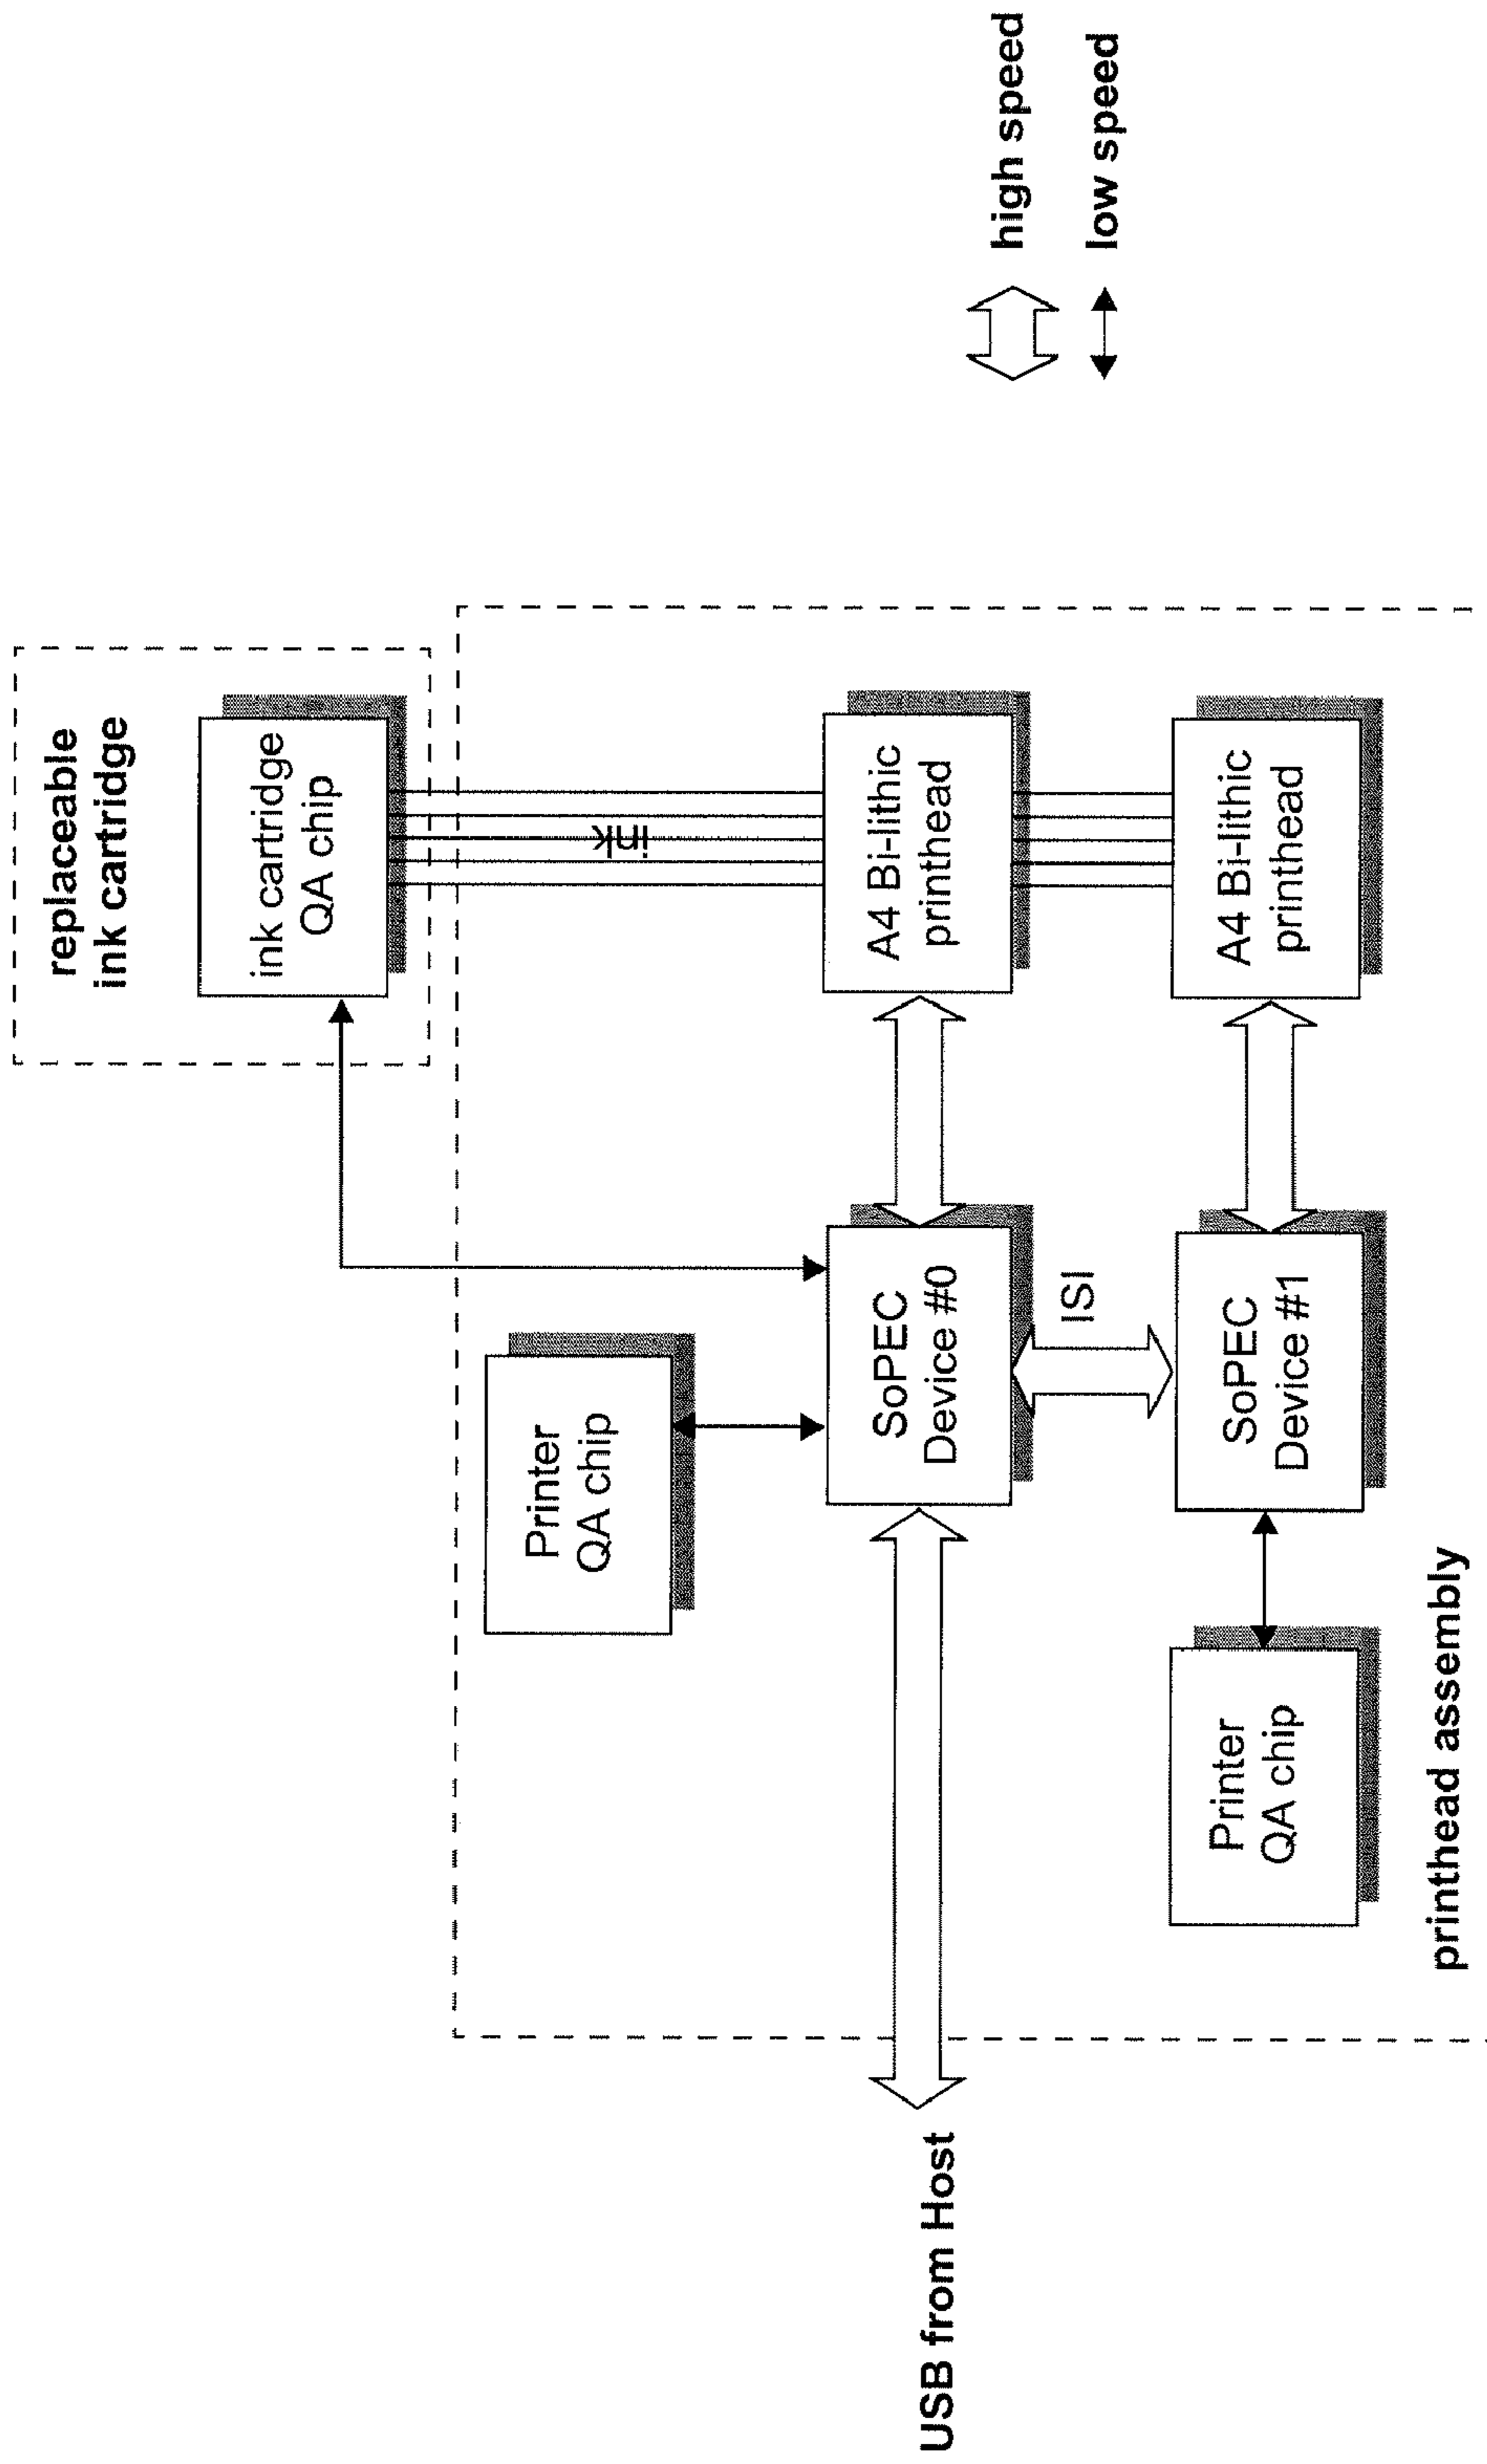 replaceable
ink cartridge
ink cartridge
QA chip
ink
Printer
QA chip
USB from Host
SoPEC
Device #0
A4 Bi-lithic
printhead
high speed
low speed
ISI
Printer
QA chip
SoPEC
Device #1
A4 Bi-lithic
printhead
printhead assembly